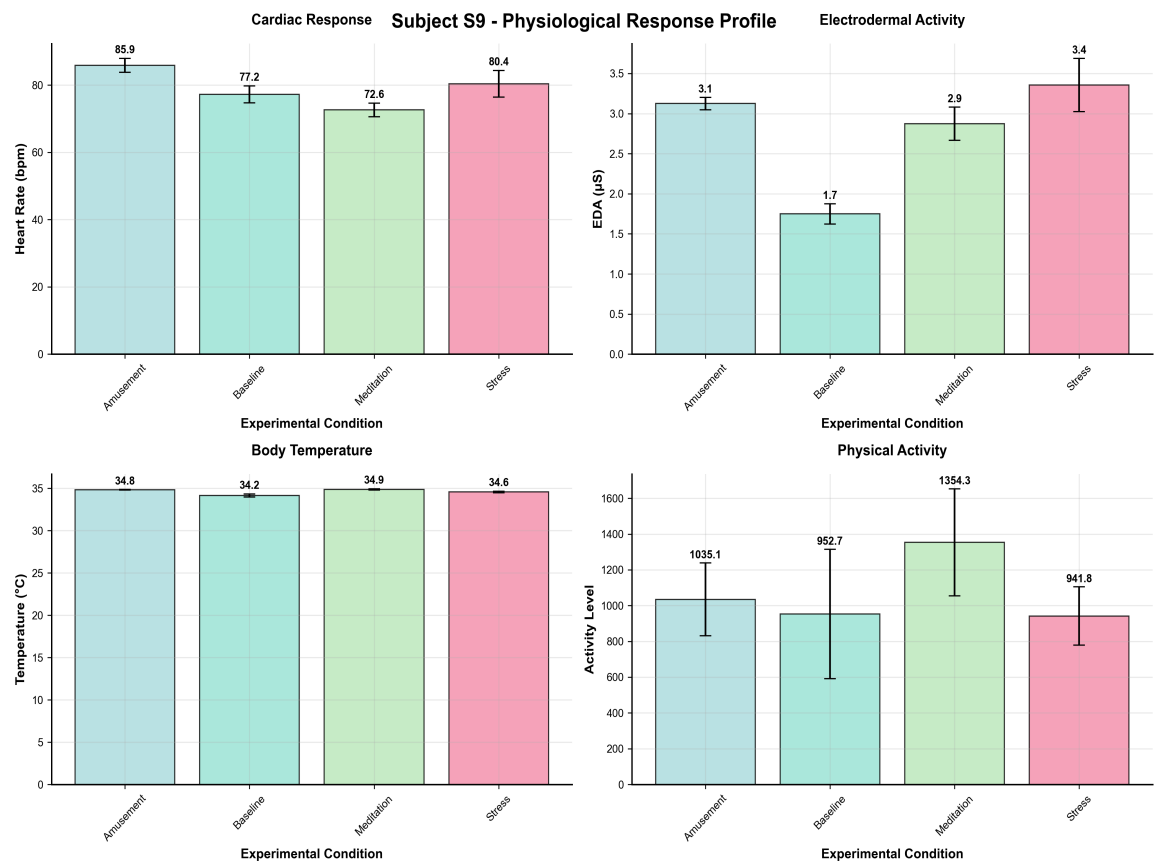 Subject S9 - Physiological Response Profile
Cardiac Response
Heart Rate (bpm)
80
60
40
20
0
85.9
77.2
72.6
80.4
Amusement
Baseline
Meditation
Stress
Experimental Condition
Electrodermal Activity
EDA (µS)
3.5
3.0
2.5
2.0
1.5
1.0
0.5
0.0
3.1
1.7
2.9
3.4
Amusement
Baseline
Meditation
Stress
Experimental Condition
Body Temperature
Temperature (°C)
35
30
25
20
15
10
5
0
34.8
34.2
34.9
34.6
Amusement
Baseline
Meditation
Stress
Experimental Condition
Physical Activity
Activity Level
1600
1400
1200
1000
800
600
400
200
0
1035.1
952.7
1354.3
941.8
Amusement
Baseline
Meditation
Stress
Experimental Condition